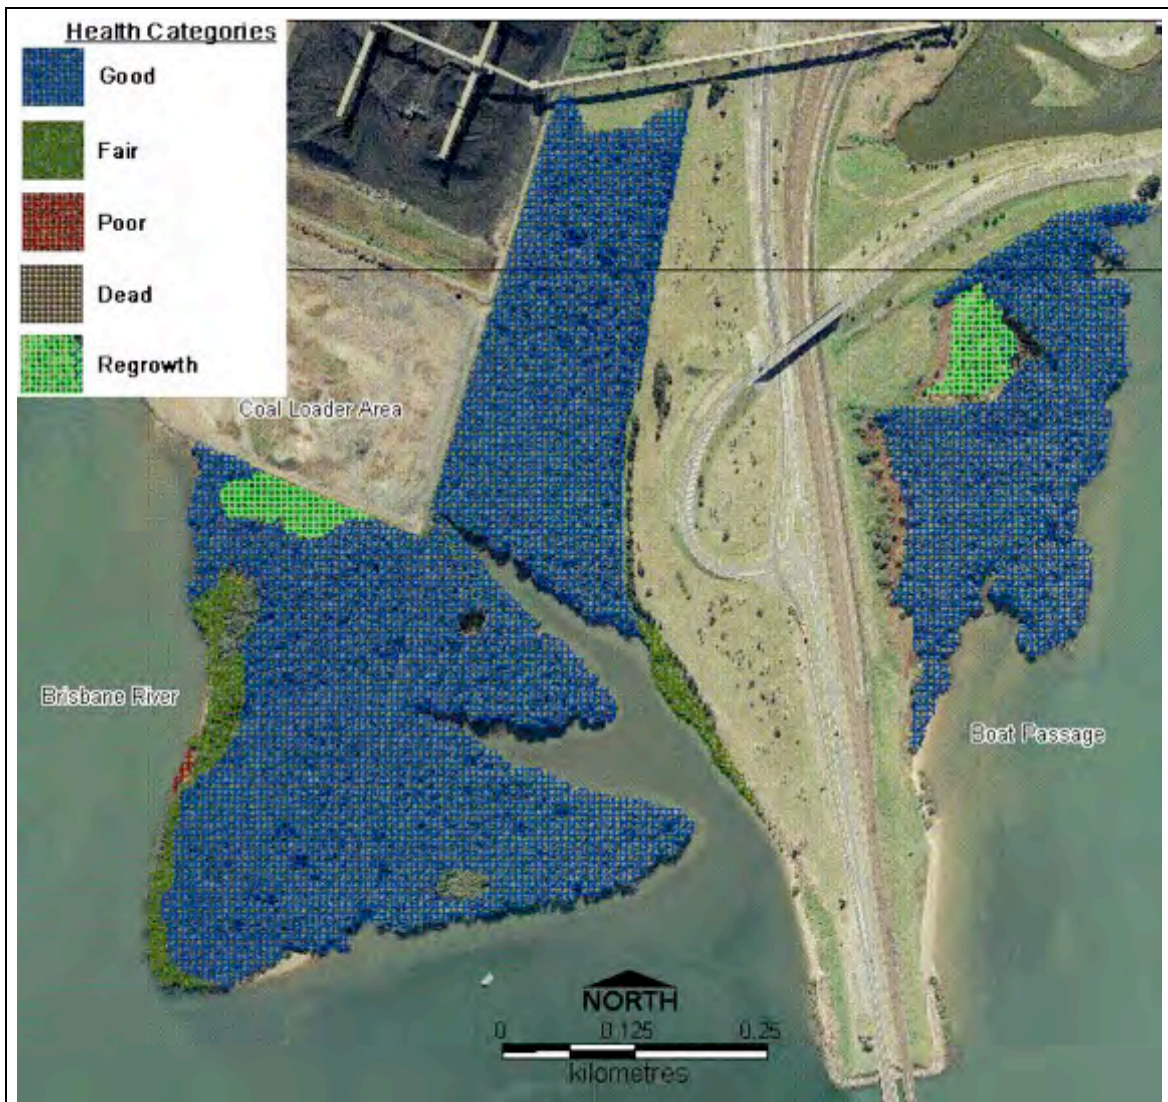 Health Categories
Good
Fair
Poor
Dead
Regrowth
Coal Loader Area
Brisbane River
Boat Passage
NORTH
0 0.125 0.25
kilometres